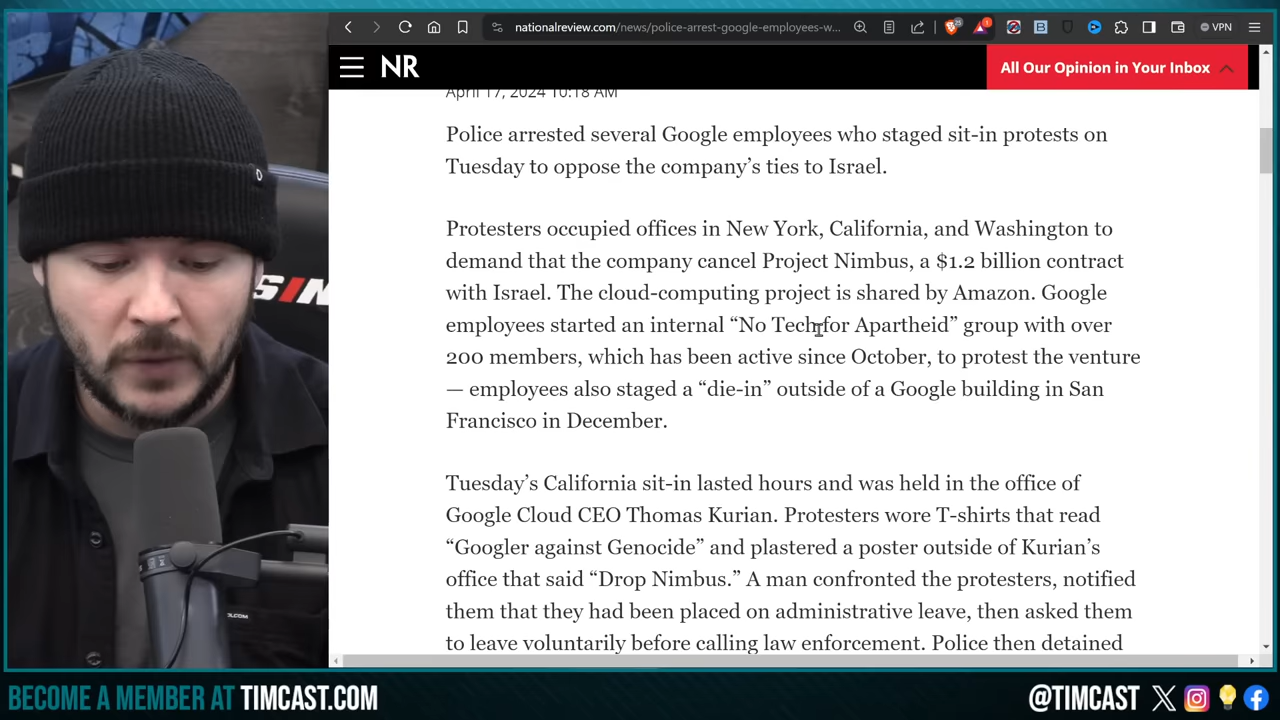 nationalreview.com/news/police-arrest-google-employees-w...
VPN
NR
All Our Opinion in Your Inbox
April 17, 2024 10:18 AM
Police arrested several Google employees who staged sit-in protests on
Tuesday to oppose the company’s ties to Israel.
Protesters occupied offices in New York, California, and Washington to
demand that the company cancel Project Nimbus, a $1.2 billion contract
with Israel. The cloud-computing project is shared by Amazon. Google
employees started an internal “No Tech for Apartheid” group with over
200 members, which has been active since October, to protest the venture
— employees also staged a “die-in” outside of a Google building in San
Francisco in December.
Tuesday’s California sit-in lasted hours and was held in the office of
Google Cloud CEO Thomas Kurian. Protesters wore T-shirts that read
“Googler against Genocide” and plastered a poster outside of Kurian’s
office that said “Drop Nimbus.” A man confronted the protesters, notified
them that they had been placed on administrative leave, then asked them
to leave voluntarily before calling law enforcement. Police then detained
BECOME A MEMBER AT TIMCAST.COM
@TIMCAST